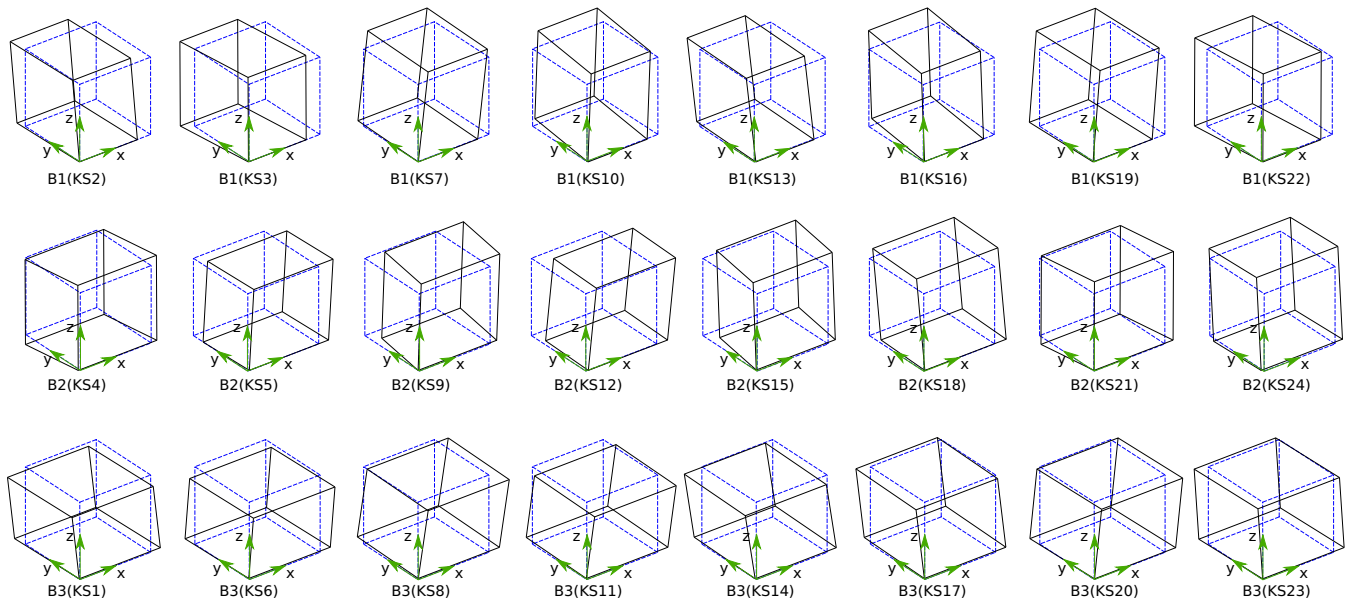 z y x z y x z y x z y x z y x z y x z y x z y x
B1(KS2) B1(KS3) B1(KS7) B1(KS10) B1(KS13) B1(KS16) B1(KS19) B1(KS22)
z y x z y x z y x z y x z y x z y x z y x z y x
B2(KS4) B2(KS5) B2(KS9) B2(KS12) B2(KS15) B2(KS18) B2(KS21) B2(KS24)
z y x z y x z y x z y x z y x z y x z y x z y x
B3(KS1) B3(KS6) B3(KS8) B3(KS11) B3(KS14) B3(KS17) B3(KS20) B3(KS23)